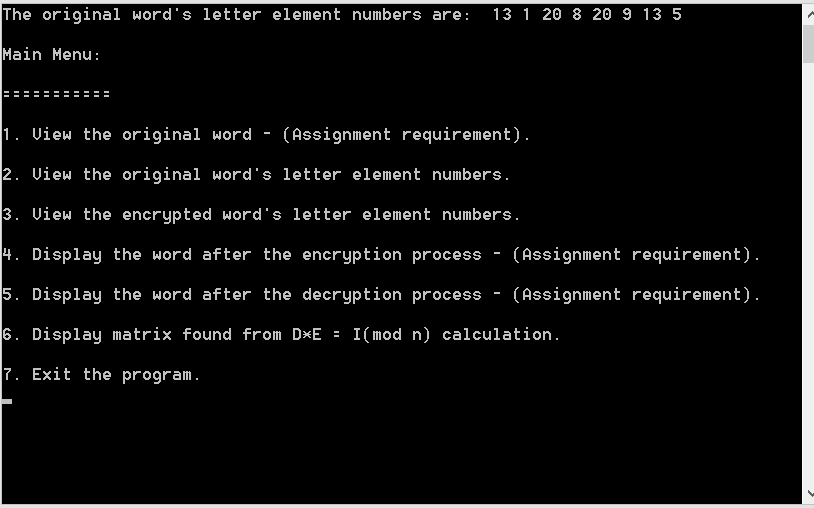 The original word's letter element numbers are:  13 1 20 8 20 9 13 5
Main Menu:
===========
1. View the original word - (Assignment requirement).
2. View the original word's letter element numbers.
3. View the encrypted word's letter element numbers.
4. Display the word after the encryption process - (Assignment requirement).
5. Display the word after the decryption process - (Assignment requirement).
6. Display matrix found from D*E = I(mod n) calculation.
7. Exit the program.